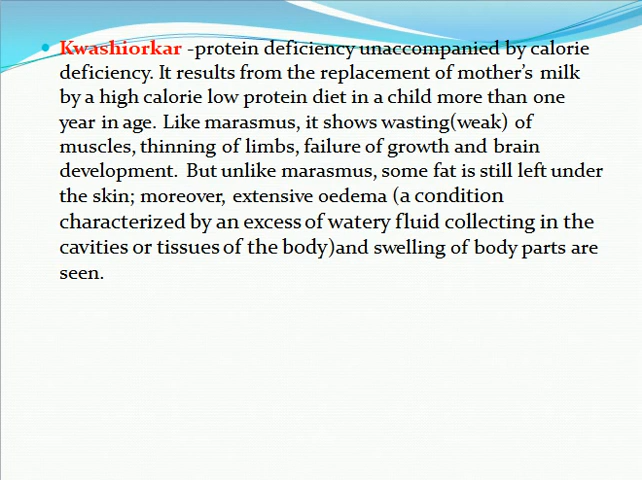 Kwashiorkar -protein deficiency unaccompanied by calorie
deficiency. It results from the replacement of mother's milk
by a high calorie low protein diet in a child more than one
year in age. Like marasmus, it shows wasting(weak) of
muscles, thinning of limbs, failure of growth and brain
development. But unlike marasmus, some fat is still left under
the skin; moreover, extensive oedema (a condition
characterized by an excess of watery fluid collecting in the
cavities or tissues of the body)and swelling of body parts are
seen.